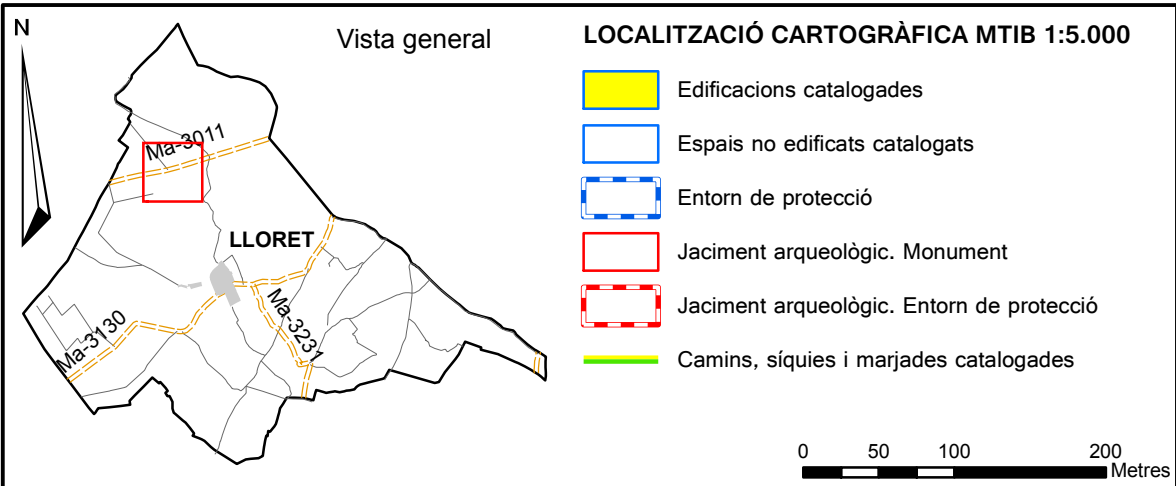 N
Vista general
Ma-3011
LLORET
Ma-3130
Ma-3231
LOCALITZACIÓ CARTOGRÀFICA MTIB 1:5.000
Edificacions catalogades
Espais no edificats catalogats
Entorn de protecció
Jaciment arqueològic. Monument
Jaciment arqueològic. Entorn de protecció
Camins, síquies i marjades catalogades
0 50 100 200
Metres